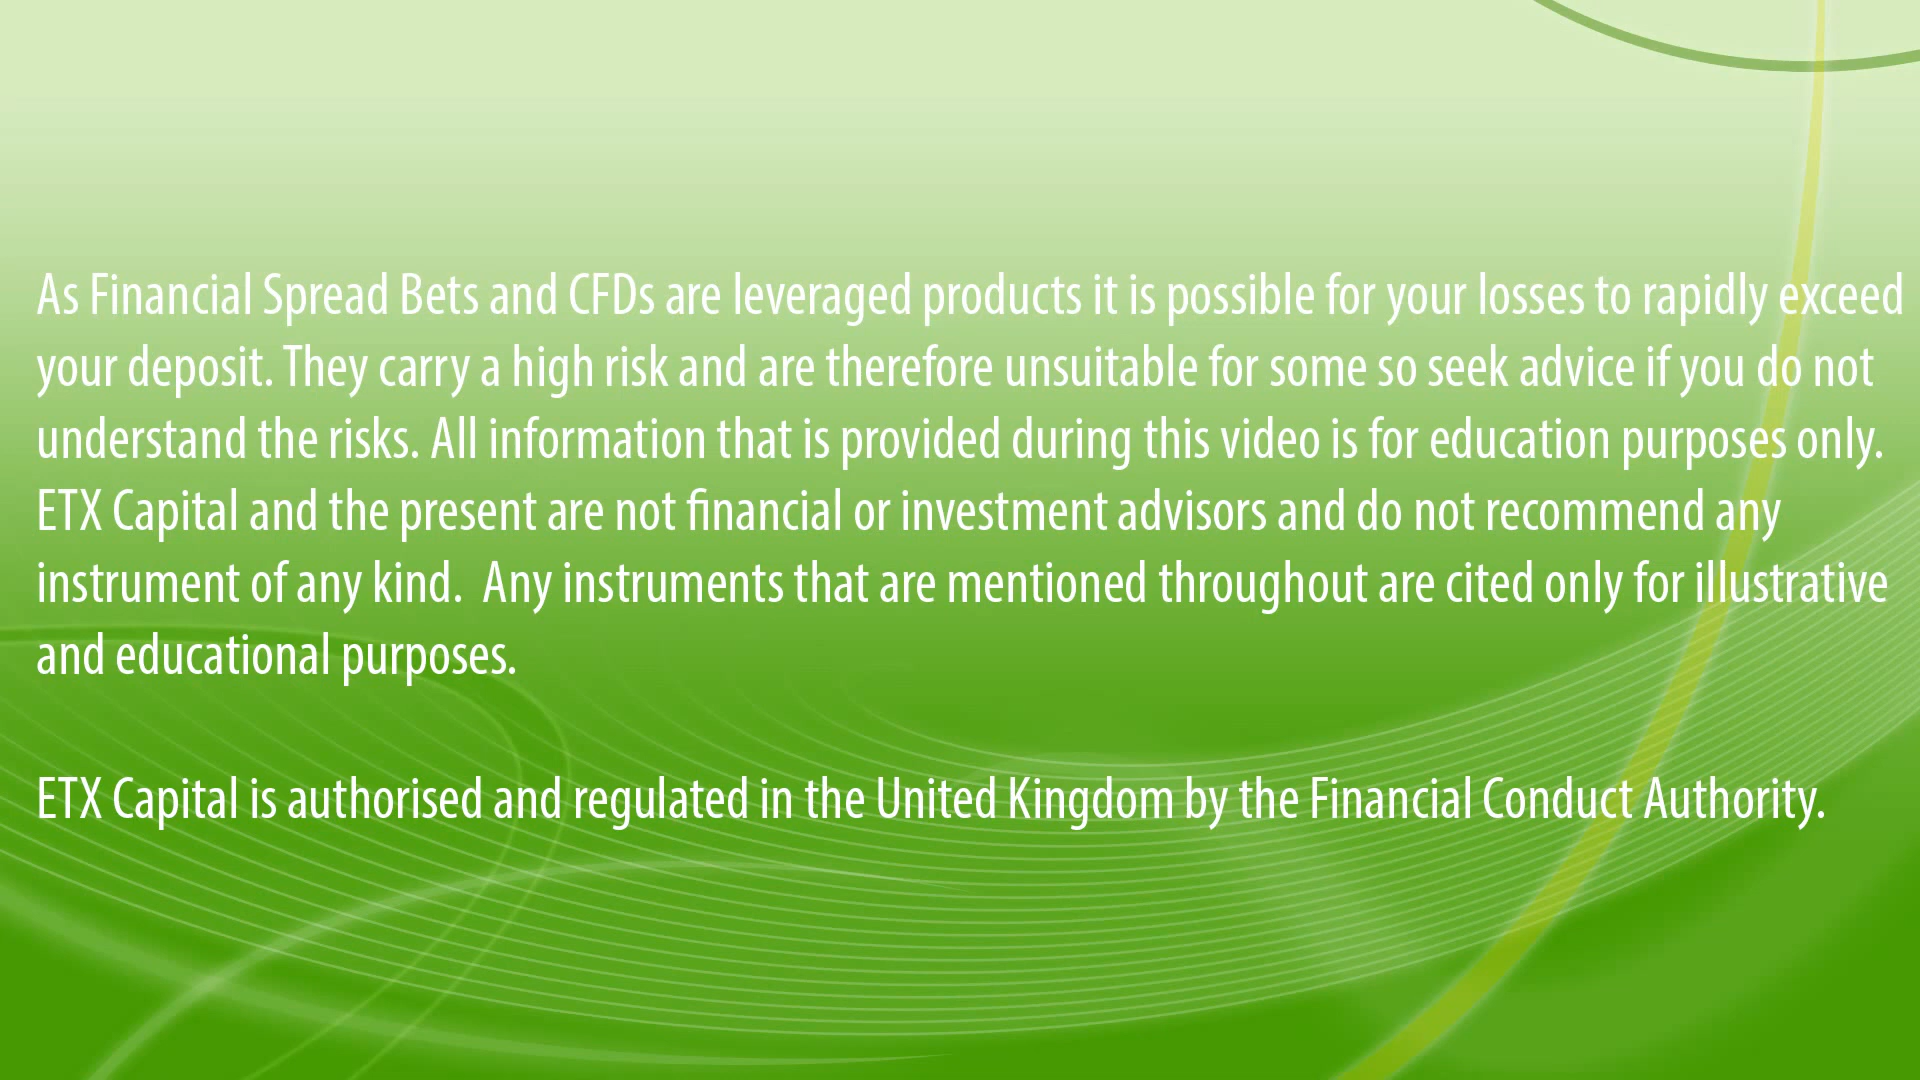 As Financial Spread Bets and CFDs are leveraged products it is possible for your losses to rapidly exceed
your deposit. They carry a high risk and are therefore unsuitable for some so seek advice if you do not
understand the risks. All information that is provided during this video is for education purposes only.
ETX Capital and the present are not financial or investment advisors and do not recommend any
instrument of any kind.  Any instruments that are mentioned throughout are cited only for illustrative
and educational purposes.
ETX Capital is authorised and regulated in the United Kingdom by the Financial Conduct Authority.